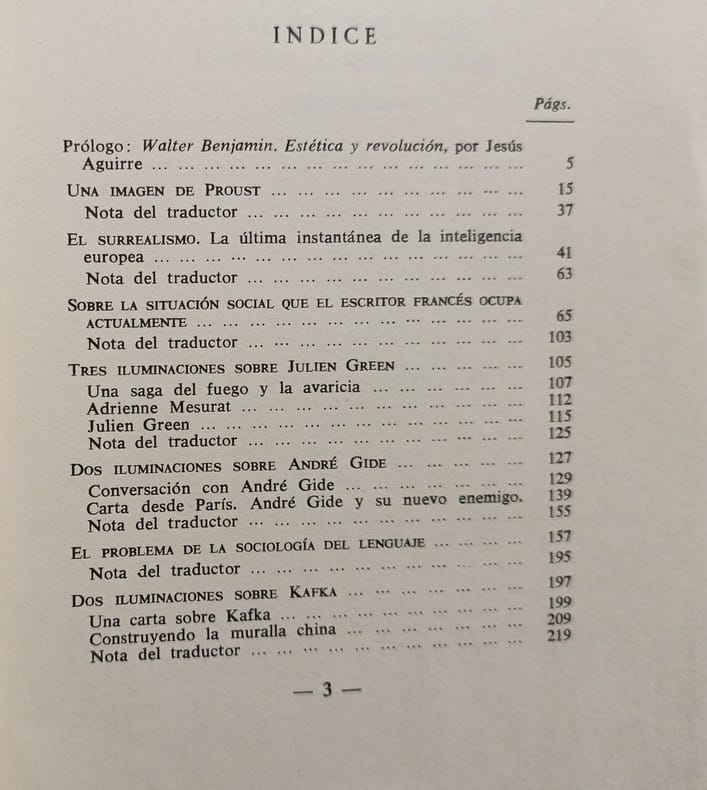 INDICE
Págs.
Prólogo: Walter Benjamin. Estética y revolución, por Jesús
Aguirre ... ... ... ... ... ... ... ... ... ... ... ... ... ... 5
UNA IMAGEN DE PROUST ... ... ... ... ... ... ... ... ... ... 15
Nota del traductor ... ... ... ... ... ... ... ... ... ... ... 37
EL SURREALISMO. La última instantánea de la inteligencia
europea ... ... ... ... ... ... ... ... ... ... ... ... ... ... 41
Nota del traductor ... ... ... ... ... ... ... ... ... ... ... 63
SOBRE LA SITUACIÓN SOCIAL QUE EL ESCRITOR FRANCÉS OCUPA
ACTUALMENTE ... ... ... ... ... ... ... ... ... ... ... ... ... 65
Nota del traductor ... ... ... ... ... ... ... ... ... ... ... 103
TRES ILUMINACIONES SOBRE JULIEN GREEN ... ... ... ... ... 105
Una saga del fuego y la avaricia ... ... ... ... ... ... 107
Adrienne Mesurat ... ... ... ... ... ... ... ... ... ... ... 112
Julien Green ... ... ... ... ... ... ... ... ... ... ... ... ... 115
Nota del traductor ... ... ... ... ... ... ... ... ... ... ... 125
DOS ILUMINACIONES SOBRE ANDRÉ GIDE ... ... ... ... ... 127
Conversación con André Gide ... ... ... ... ... ... ... 129
Carta desde París. André Gide y su nuevo enemigo. 139
Nota del traductor ... ... ... ... ... ... ... ... ... ... ... 155
EL PROBLEMA DE LA SOCIOLOGÍA DEL LENGUAJE ... ... ... ... 157
Nota del traductor ... ... ... ... ... ... ... ... ... ... ... 195
DOS ILUMINACIONES SOBRE KAFKA ... ... ... ... ... ... ... 197
Una carta sobre Kafka ... ... ... ... ... ... ... ... ... ... 199
Construyendo la muralla china ... ... ... ... ... ... ... 209
Nota del traductor ... ... ... ... ... ... ... ... ... ... ... 219
— 3 —